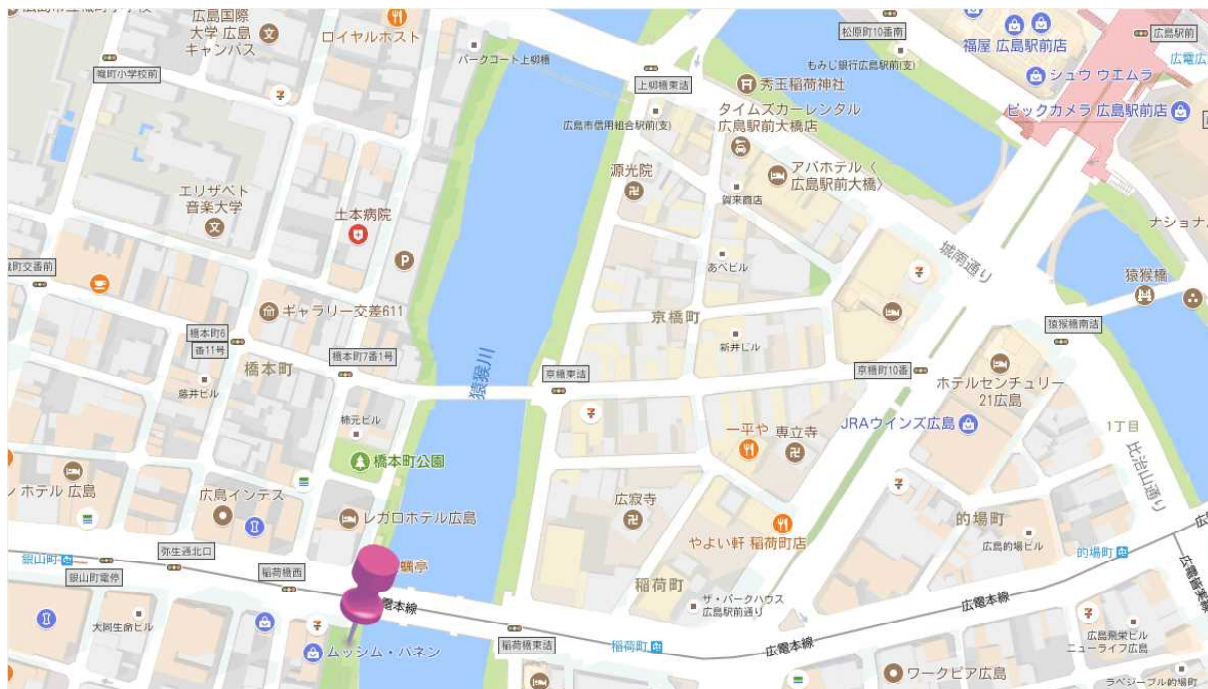 広島国際
大学 広島
キャンパス
ロイヤルホスト
パークコート上柳橋
松原町10番南
もみじ銀行広島駅前(支)
福屋 広島駅前店
広島駅前
シュウ ウエムラ
ビックカメラ 広島駅前店
上柳橋東詰
秀玉稲荷神社
タイムズカーレンタル
広島駅前大橋店
広島市信用組合駅前(支)
アパホテル〈
広島駅前大橋〉
源光院
賀来商店
エリザベト
音楽大学
土本病院
P
あべビル
城南通り
猿猴橋
ギャラリー交差611
京橋町
新井ビル
猿猴橋南詰
橋本町6
番11号
橋本町7番1号
橋本町
藤井ビル
猿猴川
京橋東詰
京橋町10番
ホテルセンチュリー
21広島
柿元ビル
橋本町公園
一平や
専立寺
JRAウインズ広島
1丁目
比治山通り
ン ホテル 広島
広島インテス
レガロホテル広島
広寂寺
やよい軒 稲荷町店
的場町
広島的場ビル
的場町
銀山町
弥生通北口
銀山町電停
稲荷橋西
稲荷町
ザ・パークハウス
広島駅前通り
広電本線
大同生命ビル
ムッシム・パネン
稲荷橋東詰
稲荷町
広電本線
広島飛栄ビル
ニューライフ広島
ワークピア広島
ラベジーブル的場町